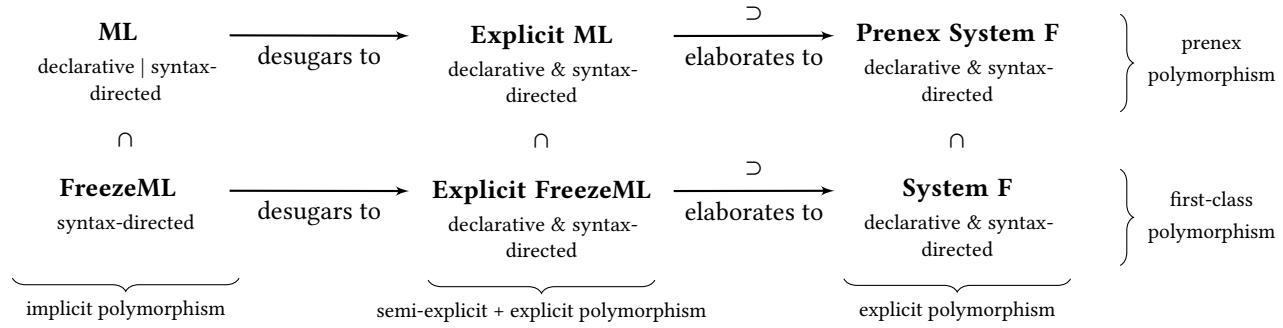 ML
declarative | syntax-
directed
desugars to
Explicit ML
declarative & syntax-
directed
⊃
elaborates to
Prenex System F
declarative & syntax-
directed
prenex
polymorphism
∩
∩
∩
FreezeML
syntax-directed
desugars to
Explicit FreezeML
declarative & syntax-
directed
⊃
elaborates to
System F
declarative & syntax-
directed
first-class
polymorphism
implicit polymorphism
semi-explicit + explicit polymorphism
explicit polymorphism